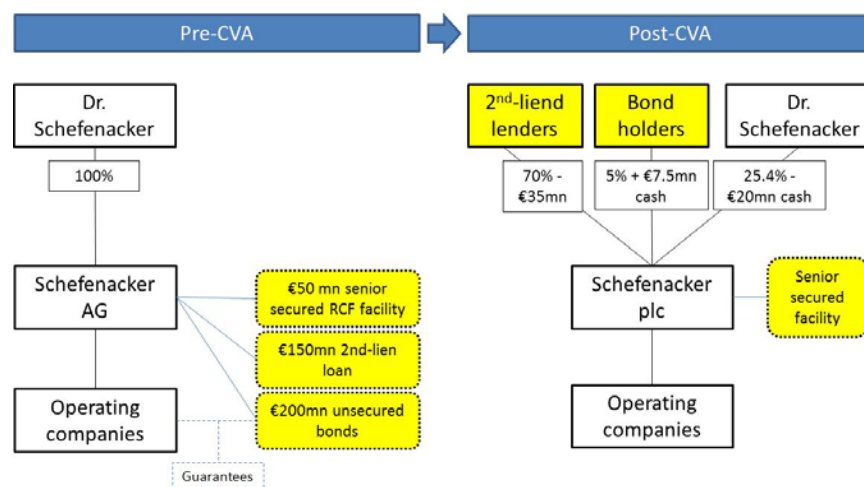 Pre-CVA
Post-CVA
Dr.
Schefenacker
100%
Schefenacker
AG
Operating
companies
Guarantees
€50 mn senior
secured RCF facility
€150mn 2nd-lien
loan
€200mn unsecured
bonds
2nd-liend
lenders
Bond
holders
Dr.
Schefenacker
70% -
€35mn
5% + €7.5mn
cash
25.4% -
€20mn cash
Schefenacker
plc
Senior
secured
facility
Operating
companies